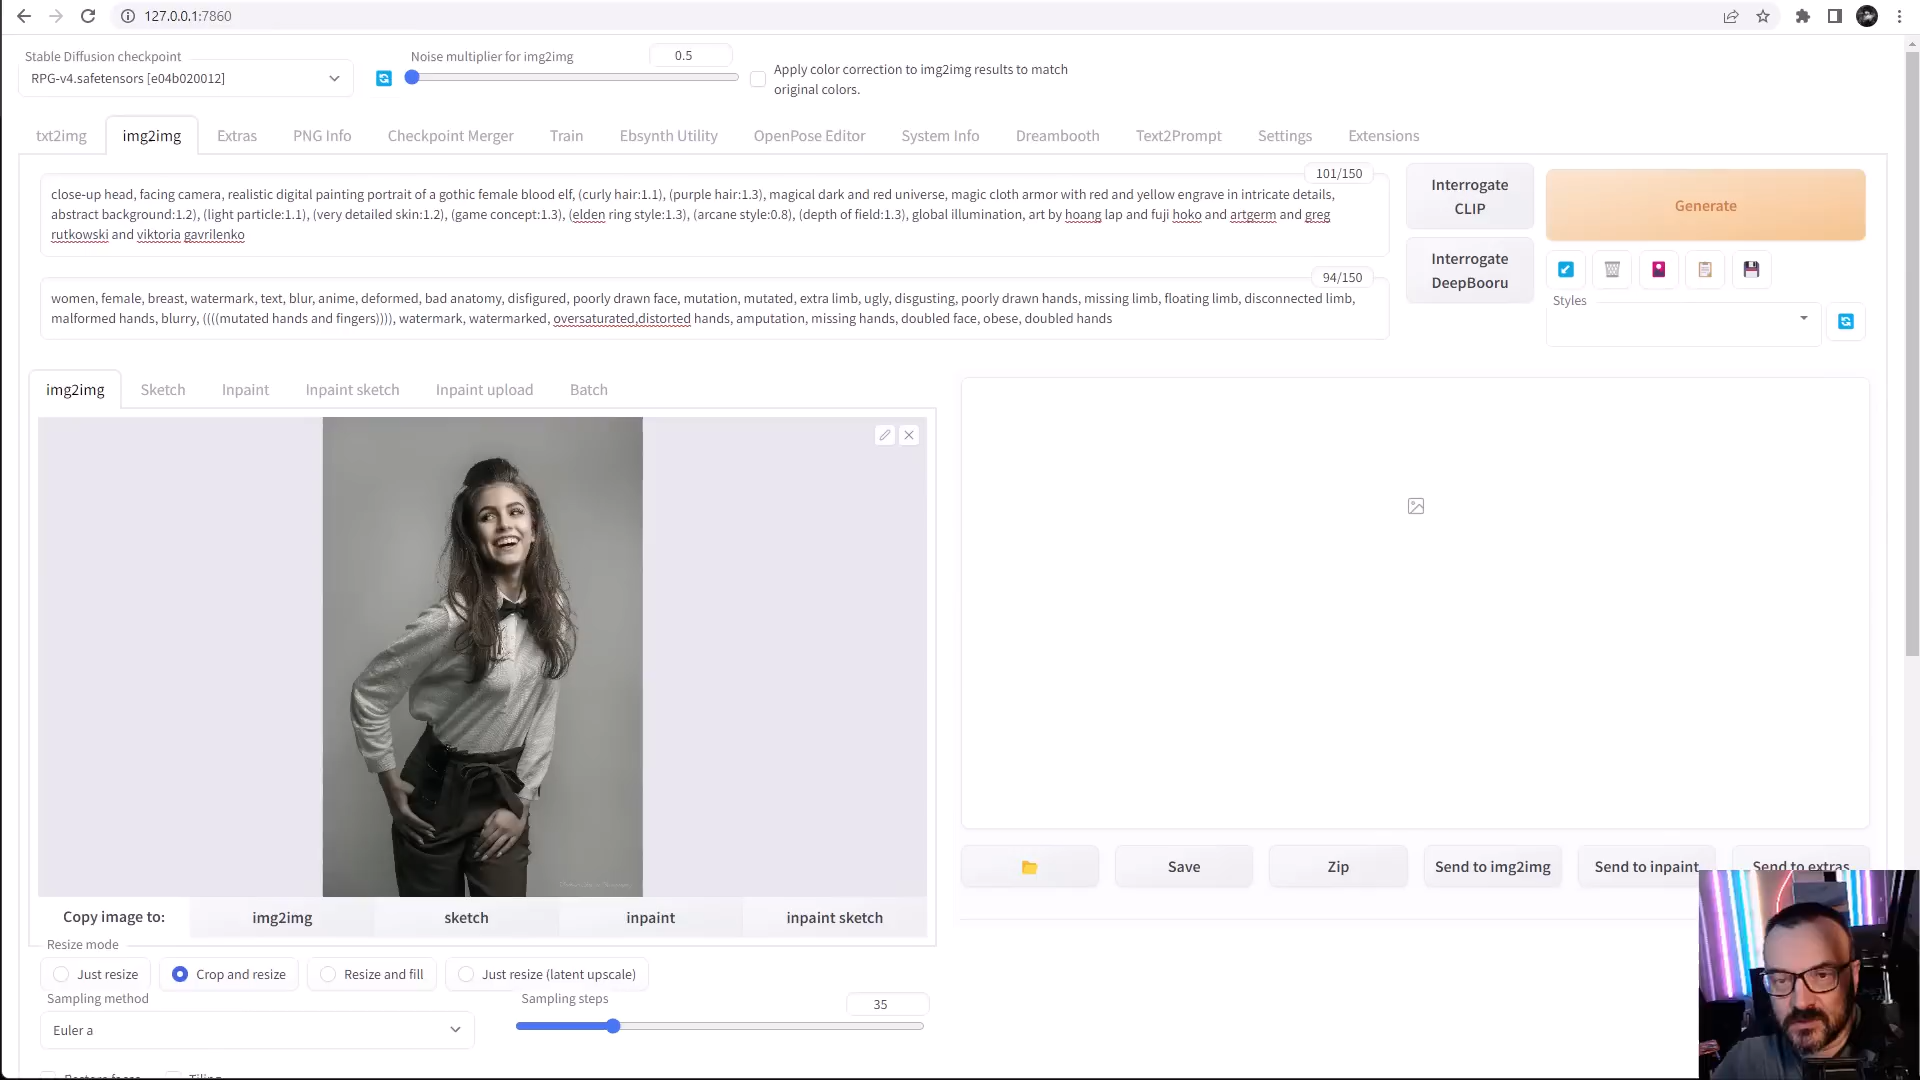 127.0.0.1:7860
Stable Diffusion checkpoint
RPG-v4.safetensors [e04b020012]
Noise multiplier for img2img
0.5
Apply color correction to img2img results to match
original colors.
txt2img
img2img
Extras
PNG Info
Checkpoint Merger
Train
Ebsynth Utility
OpenPose Editor
System Info
Dreambooth
Text2Prompt
Settings
Extensions
101/150
close-up head, facing camera, realistic digital painting portrait of a gothic female blood elf, (curly hair:1.1), (purple hair:1.3), magical dark and red universe, magic cloth armor with red and yellow engrave in intricate details,
abstract background:1.2), (light particle:1.1), (very detailed skin:1.2), (game concept:1.3), (elden ring style:1.3), (arcane style:0.8), (depth of field:1.3), global illumination, art by hoang lap and fuji hoko and artgerm and greg
rutkowski and viktoria gavrilenko
94/150
women, female, breast, watermark, text, blur, anime, deformed, bad anatomy, disfigured, poorly drawn face, mutation, mutated, extra limb, ugly, disgusting, poorly drawn hands, missing limb, floating limb, disconnected limb,
malformed hands, blurry, ((((mutated hands and fingers)))), watermark, watermarked, oversaturated,distorted hands, amputation, missing hands, doubled face, obese, doubled hands
Interrogate
CLIP
Interrogate
DeepBooru
Generate
Styles
img2img
Sketch
Inpaint
Inpaint sketch
Inpaint upload
Batch
Copy image to:
img2img
sketch
inpaint
inpaint sketch
Save
Zip
Send to img2img
Send to inpaint
Send to extras
Resize mode
Just resize
Crop and resize
Resize and fill
Just resize (latent upscale)
Sampling method
Euler a
Sampling steps
35
Restore faces
Tiling